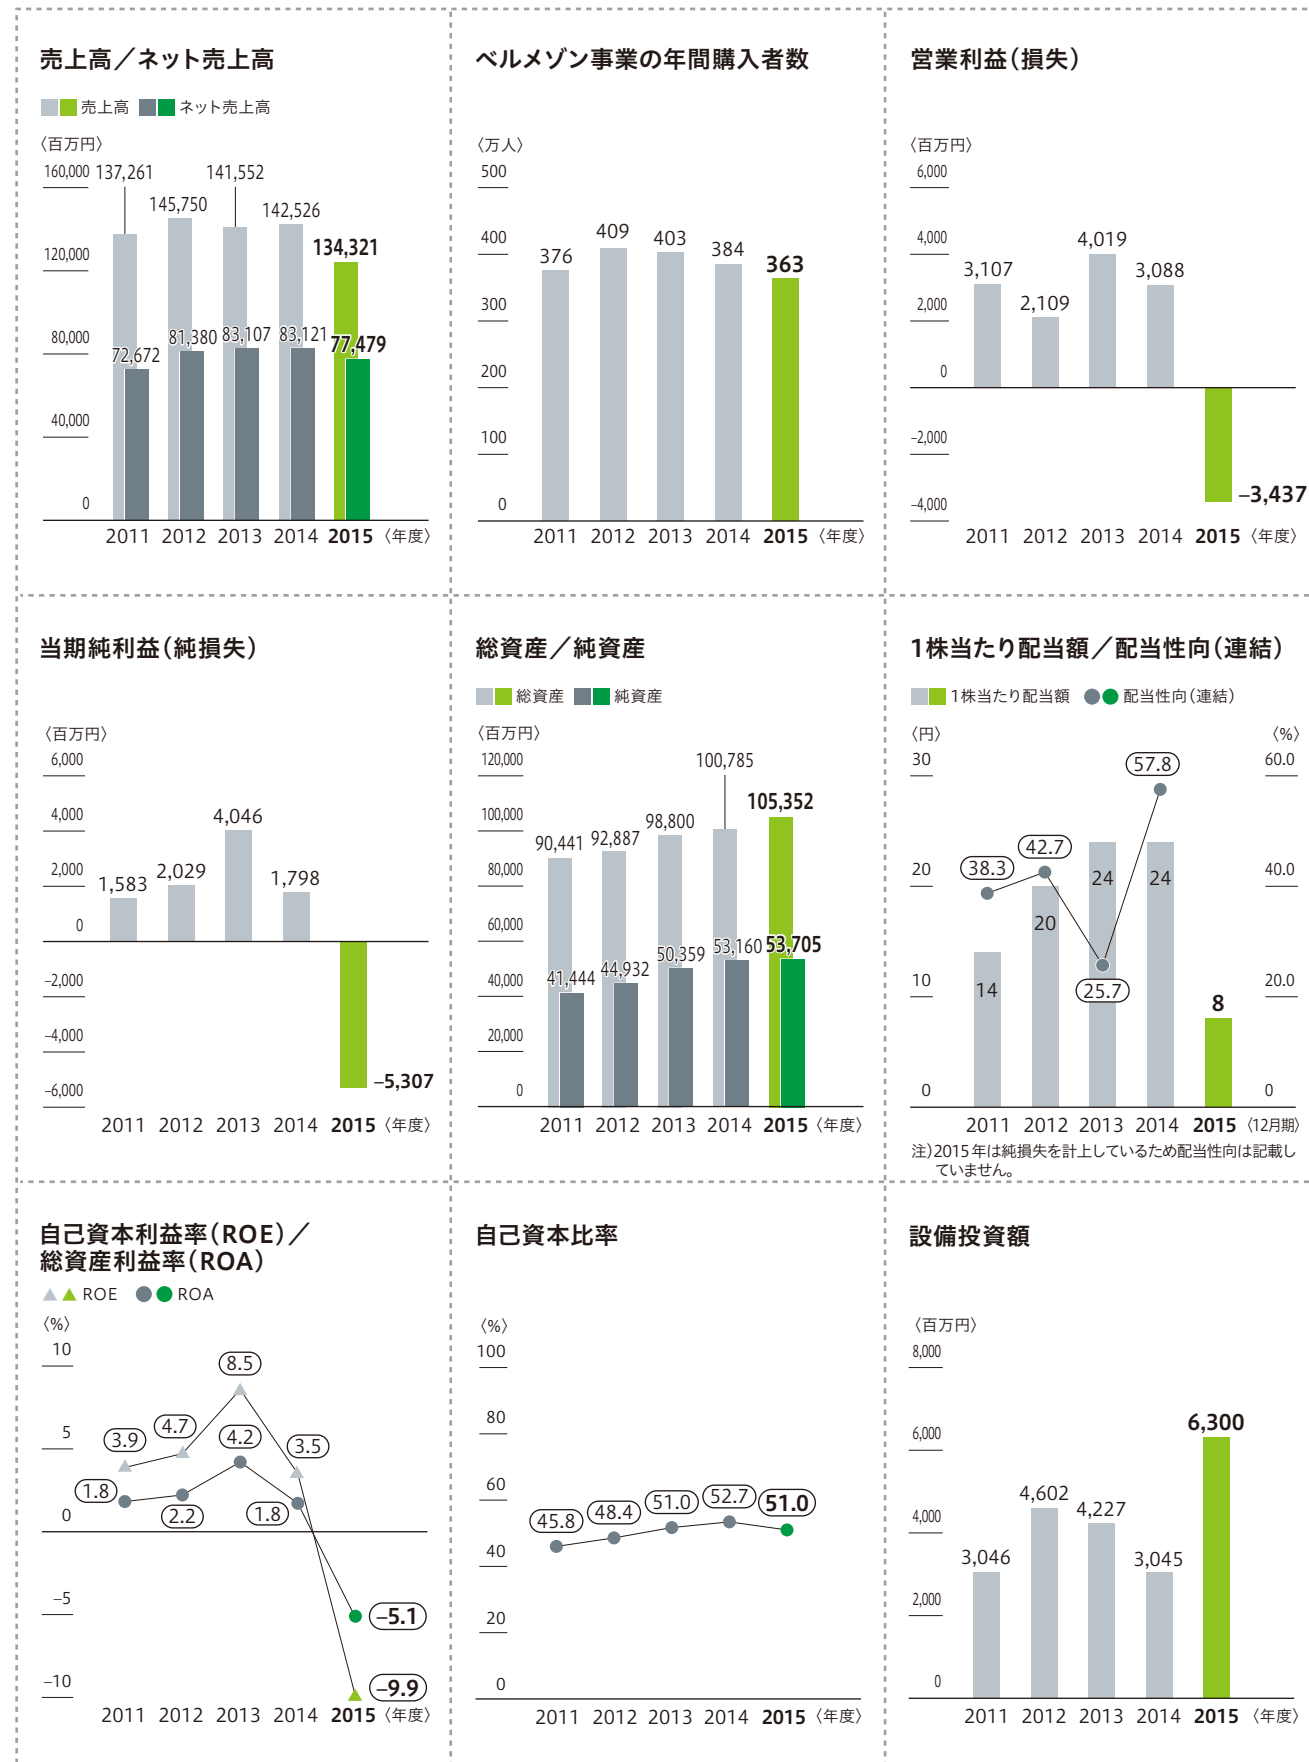 売上高／ネット売上高
売上高 ネット売上高
〈百万円〉
160,000 137,261 141,552
145,750 142,526
134,321
120,000
80,000
72,672 81,380 83,107 83,121 77,479
40,000
0
2011 2012 2013 2014 2015 〈年度〉
ベルメゾン事業の年間購入者数
〈万人〉
500
400
376 409 403 384 363
300
200
100
0
2011 2012 2013 2014 2015 〈年度〉
営業利益（損失）
〈百万円〉
6,000
4,000
3,107 2,109 4,019 3,088
2,000
0
–2,000
–4,000
–3,437
2011 2012 2013 2014 2015 〈年度〉
当期純利益（純損失）
〈百万円〉
6,000
4,000
4,046
2,000
1,583 2,029 1,798
0
–2,000
–4,000
–6,000
–5,307
2011 2012 2013 2014 2015 〈年度〉
総資産／純資産
総資産 純資産
〈百万円〉
120,000
100,785
105,352
100,000
90,441 92,887 98,800
80,000
60,000
41,444 44,932 50,359 53,160 53,705
40,000
20,000
0
2011 2012 2013 2014 2015 〈年度〉
1株当たり配当額／配当性向（連結）
1株当たり配当額 配当性向（連結）
〈円〉 〈%〉
30 60.0
57.8
38.3 42.7
20 40.0
24 24
20
14 25.7
10 20.0
8
0 0
2011 2012 2013 2014 2015 〈12月期〉
注）2015年は純損失を計上しているため配当性向は記載し
ていません。
自己資本利益率（ROE）／
総資産利益率（ROA）
ROE ROA
〈%〉
10
8.5
5
3.9 4.7 4.2 3.5
1.8 2.2 1.8
0
–5
–5.1
–10
–9.9
2011 2012 2013 2014 2015 〈年度〉
自己資本比率
〈%〉
100
80
60
45.8 48.4 51.0 52.7 51.0
40
20
0
2011 2012 2013 2014 2015 〈年度〉
設備投資額
〈百万円〉
8,000
6,300
6,000
4,602 4,227
4,000
3,046 3,045
2,000
0
2011 2012 2013 2014 2015 〈年度〉